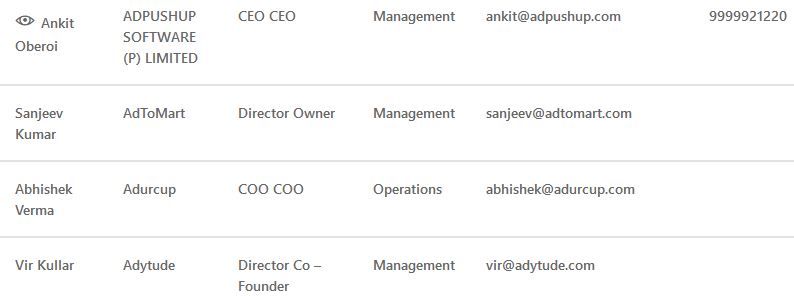 Ankit Oberoi ADPUSHUP SOFTWARE (P) LIMITED CEO CEO Management ankit@adpushup.com 9999921220
Sanjeev Kumar AdToMart Director Owner Management sanjeev@adtomart.com
Abhishek Verma Adurcup COO COO Operations abhishek@adurcup.com
Vir Kullar Adytude Director Co – Founder Management vir@adytude.com